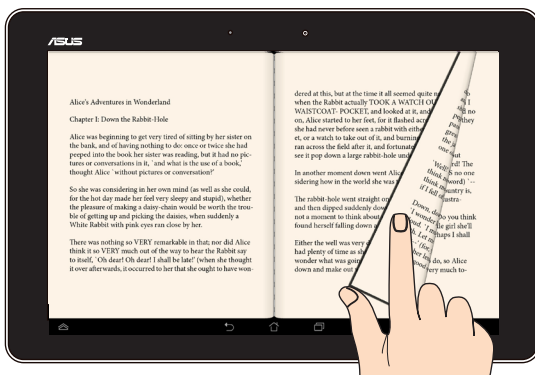 ASUS
Alice's Adventures in Wonderland
Chapter I: Down the Rabbit-Hole
Alice was beginning to get very tired of sitting by her sister on
the bank, and of having nothing to do: once or twice she had
peeped into the book her sister was reading, but it had no pic-
tures or conversations in it, `and what is the use of a book,'
thought Alice `without pictures or conversation?'
So she was considering in her own mind (as well as she could,
for the hot day made her feel very sleepy and stupid), whether
the pleasure of making a daisy-chain would be worth the trou-
ble of getting up and picking the daisies, when suddenly a
White Rabbit with pink eyes ran close by her.
There was nothing so VERY remarkable in that; nor did Alice
think it so VERY much out of the way to hear the Rabbit say
to itself, `Oh dear! Oh dear! I shall be late!' (when she thought
it over afterwards, it occurred to her that she ought to have won-
dered at this, but at the time it all seemed quite
when the Rabbit actually TOOK A WATCH
WAISTCOAT- POCKET, and looked at it, and
on, Alice started to her feet, for it flashed
she had never before seen a rabbit with
et, or a watch to take out of it, and burning
ran across the field after it, and
see it pop down a large rabbit-hole
In another moment down went Alice
sidering how in the world she was
The rabbit-hole went straight on
and then dipped suddenly
not a moment to think about
found herself falling down
Either the well was very
had plenty of time as
wonder what was
down and make out